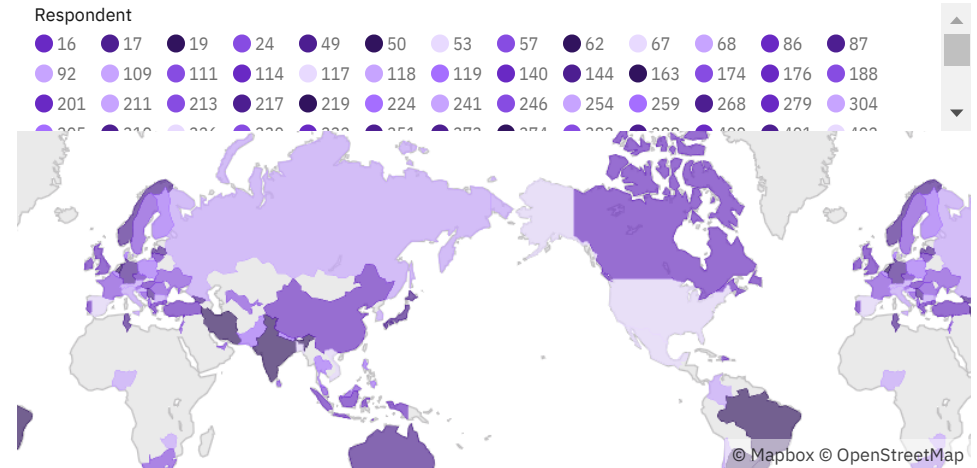 Respondent
16 17 19 24 49 50 53 57 62 67 68 86 87
92 109 111 114 117 118 119 140 144 163 174 176 188
201 211 213 217 219 224 241 246 254 259 268 279 304
© Mapbox © OpenStreetMap